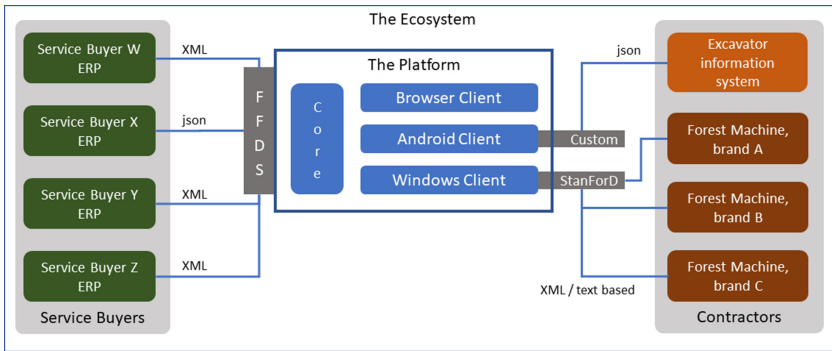 The Ecosystem
Service Buyer W
ERP
XML
Service Buyer X
ERP
json
Service Buyer Y
ERP
XML
Service Buyer Z
ERP
XML
Service Buyers
FFDS
The Platform
Core
Browser Client
Android Client
Windows Client
Custom
StanForD
json
XML / text based
Excavator
information
system
Forest Machine,
brand A
Forest Machine,
brand B
Forest Machine,
brand C
Contractors